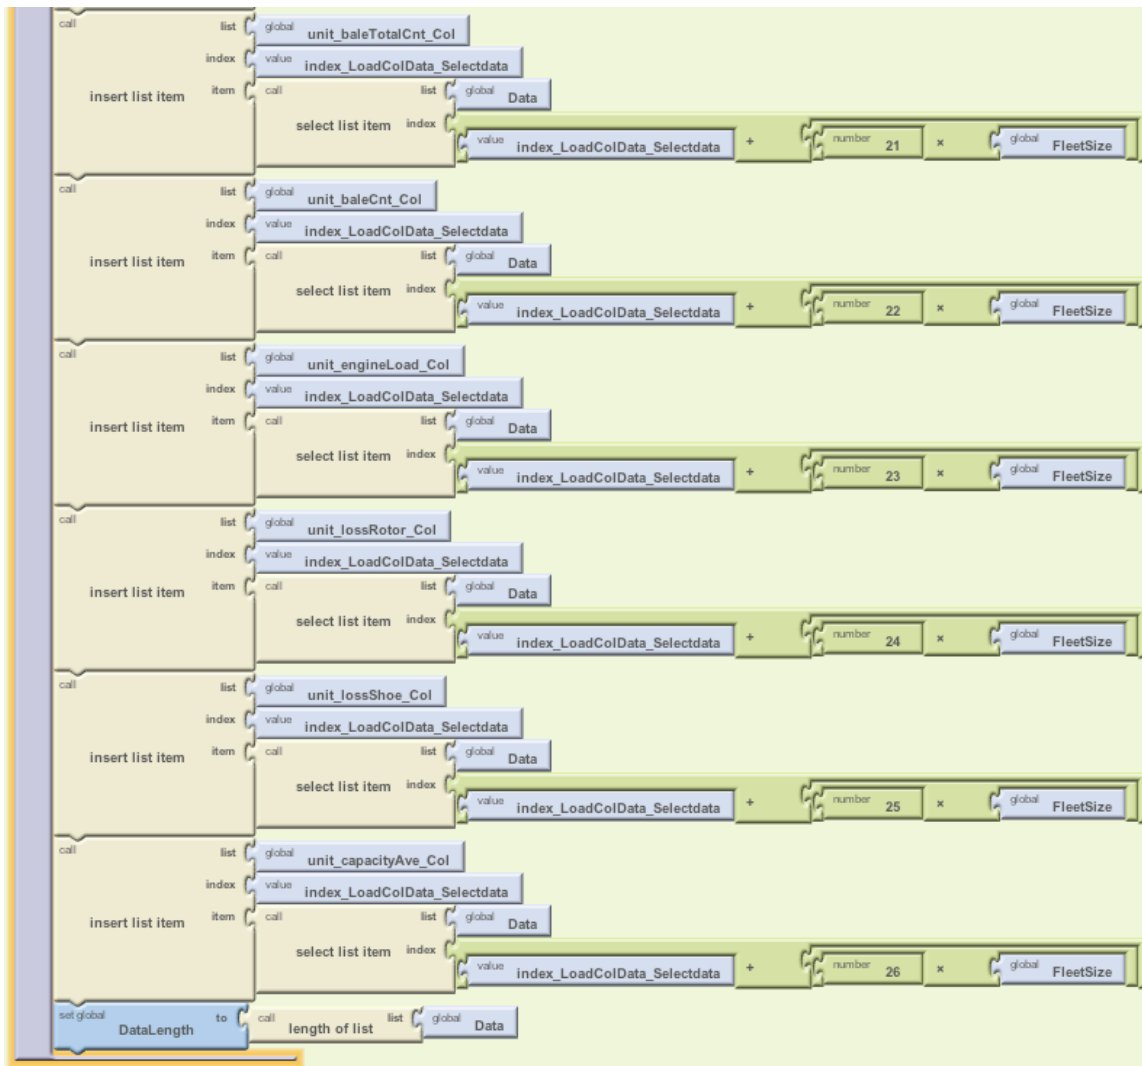 call list global unit_baleTotalCnt_Col
index value index_LoadColData_Selectdata
insert list item item call list global Data
select list item index value index_LoadColData_Selectdata + number 21 × global FleetSize
call list global unit_baleCnt_Col
index value index_LoadColData_Selectdata
insert list item item call list global Data
select list item index value index_LoadColData_Selectdata + number 22 × global FleetSize
call list global unit_engineLoad_Col
index value index_LoadColData_Selectdata
insert list item item call list global Data
select list item index value index_LoadColData_Selectdata + number 23 × global FleetSize
call list global unit_lossRotor_Col
index value index_LoadColData_Selectdata
insert list item item call list global Data
select list item index value index_LoadColData_Selectdata + number 24 × global FleetSize
call list global unit_lossShoe_Col
index value index_LoadColData_Selectdata
insert list item item call list global Data
select list item index value index_LoadColData_Selectdata + number 25 × global FleetSize
call list global unit_capacityAve_Col
index value index_LoadColData_Selectdata
insert list item item call list global Data
select list item index value index_LoadColData_Selectdata + number 26 × global FleetSize
set global DataLength to call length of list list global Data